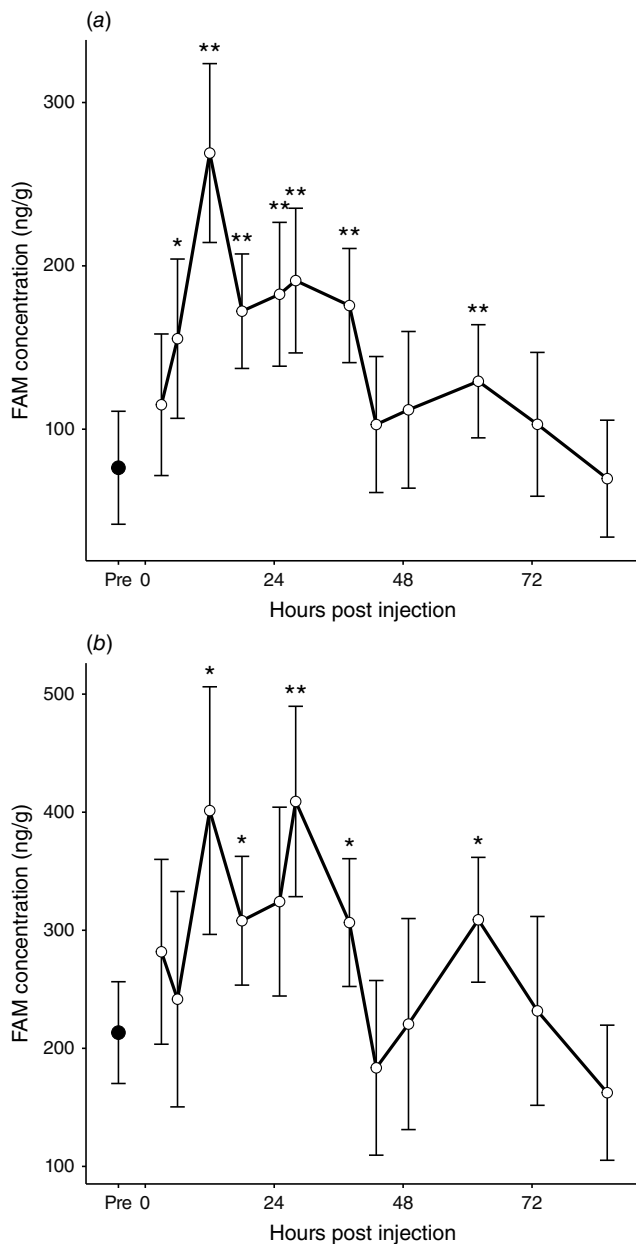 (a)
**
300
**
**
**
*
**
200
**
100
FAM concentration (ng/g)
Pre 0 24 48 72
Hours post injection
(b)
500
*
**
400
*
*
*
300
200
100
FAM concentration (ng/g)
Pre 0 24 48 72
Hours post injection